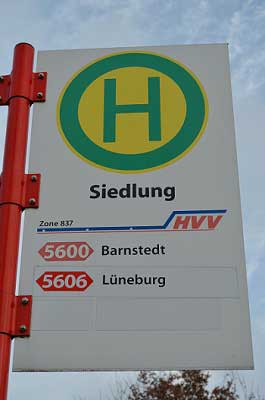 H
Siedlung
Zone 837 HVV
5600 Barnstedt
5606 Lüneburg